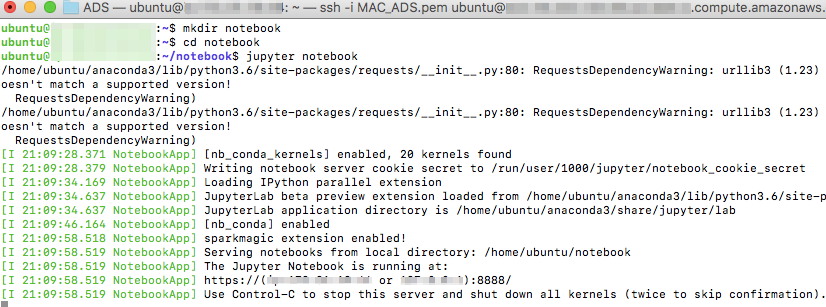 ADS — ubuntu@ 4: ~ — ssh -i MAC_ADS.pem ubuntu@ .compute.amazonaws.
ubuntu@ :~$ mkdir notebook
ubuntu@ :~$ cd notebook
ubuntu@ :~/notebook$ jupyter notebook
/home/ubuntu/anaconda3/lib/python3.6/site-packages/requests/__init__.py:80: RequestsDependencyWarning: urllib3 (1.23)
oesn't match a supported version!
  RequestsDependencyWarning)
/home/ubuntu/anaconda3/lib/python3.6/site-packages/requests/__init__.py:80: RequestsDependencyWarning: urllib3 (1.23)
oesn't match a supported version!
  RequestsDependencyWarning)
[I 21:09:28.371 NotebookApp] [nb_conda_kernels] enabled, 20 kernels found
[I 21:09:28.379 NotebookApp] Writing notebook server cookie secret to /run/user/1000/jupyter/notebook_cookie_secret
[I 21:09:34.169 NotebookApp] Loading IPython parallel extension
[I 21:09:34.637 NotebookApp] JupyterLab beta preview extension loaded from /home/ubuntu/anaconda3/lib/python3.6/site-p
[I 21:09:34.637 NotebookApp] JupyterLab application directory is /home/ubuntu/anaconda3/share/jupyter/lab
[I 21:09:46.164 NotebookApp] [nb_conda] enabled
[I 21:09:58.518 NotebookApp] sparkmagic extension enabled!
[I 21:09:58.519 NotebookApp] Serving notebooks from local directory: /home/ubuntu/notebook
[I 21:09:58.519 NotebookApp] The Jupyter Notebook is running at:
[I 21:09:58.519 NotebookApp] https://( or ):8888/
[I 21:09:58.519 NotebookApp] Use Control-C to stop this server and shut down all kernels (twice to skip confirmation).